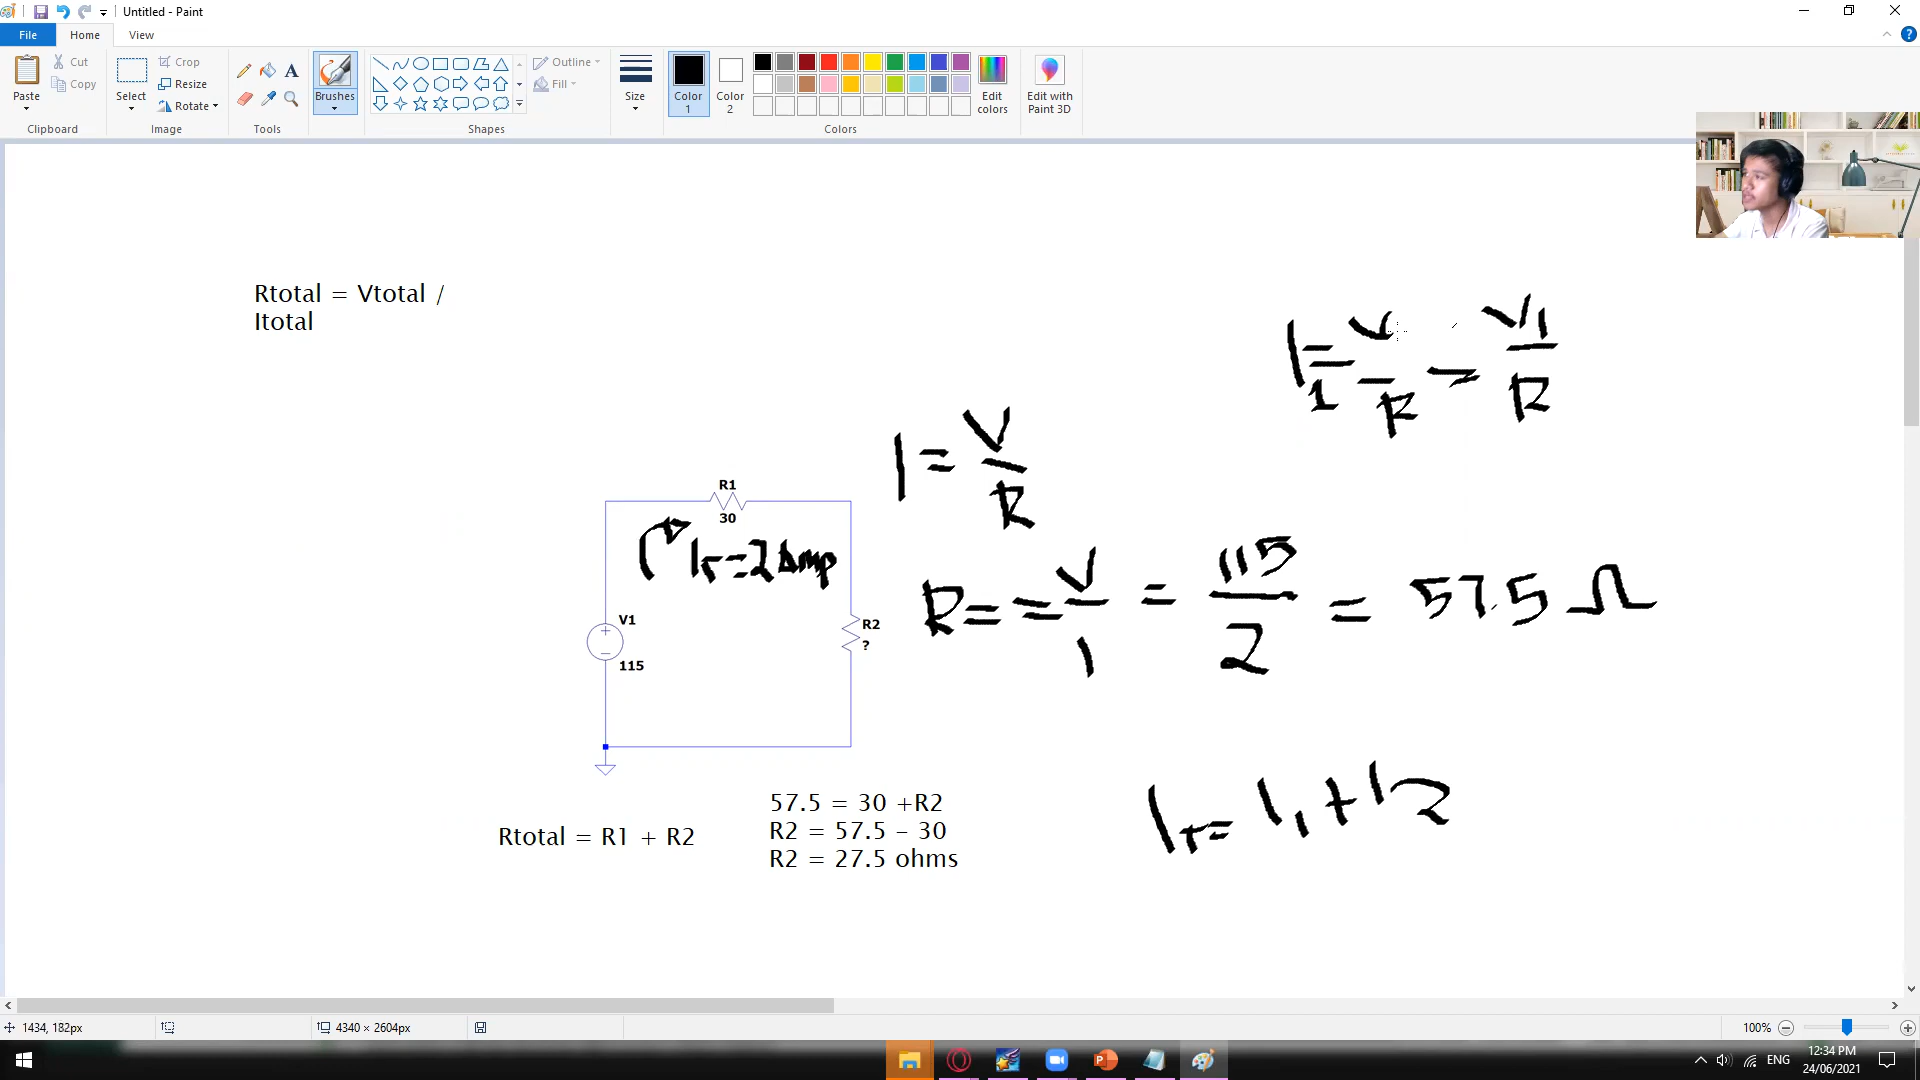 Untitled - Paint
File Home View
Paste Cut Copy Clipboard
Select Crop Resize Rotate Image
Tools
Brushes
Outline Fill Shapes
Size
Color 1 Color 2 Colors
Edit colors
Edit with Paint 3D
Rtotal = Vtotal /
Itotal
I1 = V/R = V1/R
I = V/R
R1
30
IT = 2 Amp
R = = V/I = 115/2 = 57.5 Ω
V1
115
R2
?
IT = I1 + I2
57.5 = 30 +R2
R2 = 57.5 – 30
R2 = 27.5 ohms
Rtotal = R1 + R2
1434, 182px
4340 × 2604px
100%
ENG
12:34 PM
24/06/2021